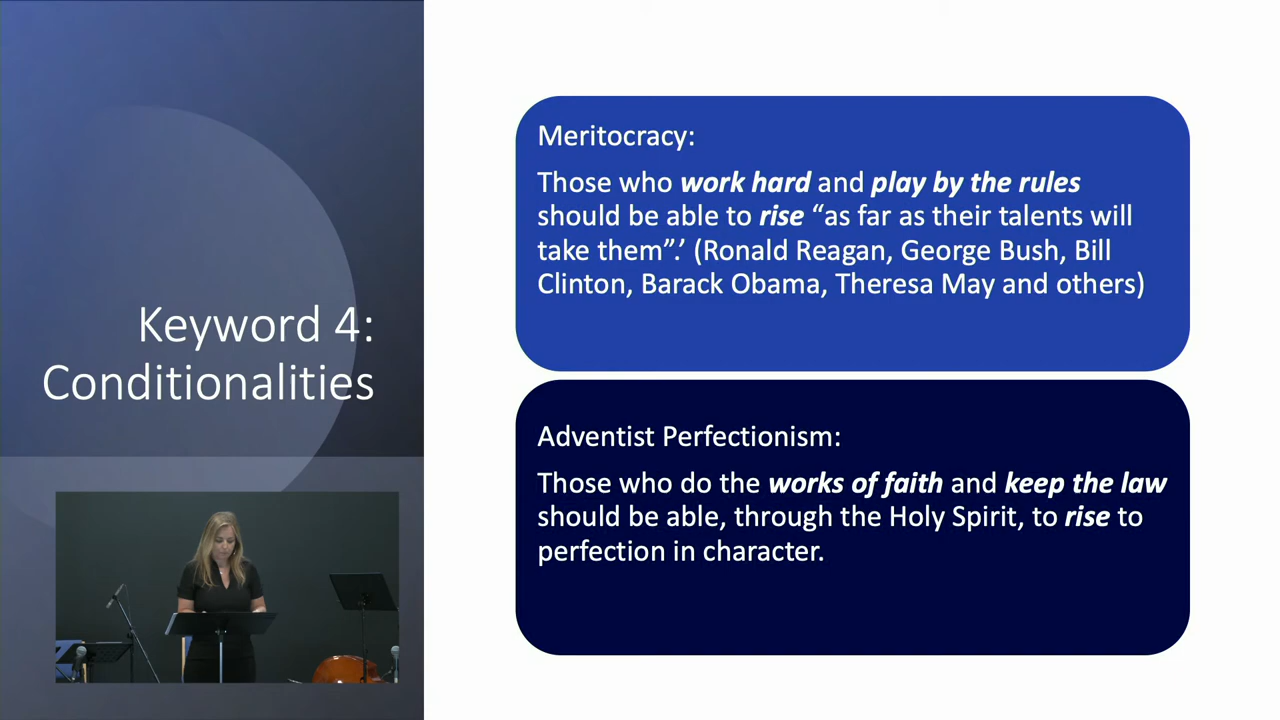 Keyword 4:
Conditionalities
Meritocracy:
Those who work hard and play by the rules
should be able to rise “as far as their talents will
take them”.’ (Ronald Reagan, George Bush, Bill
Clinton, Barack Obama, Theresa May and others)
Adventist Perfectionism:
Those who do the works of faith and keep the law
should be able, through the Holy Spirit, to rise to
perfection in character.